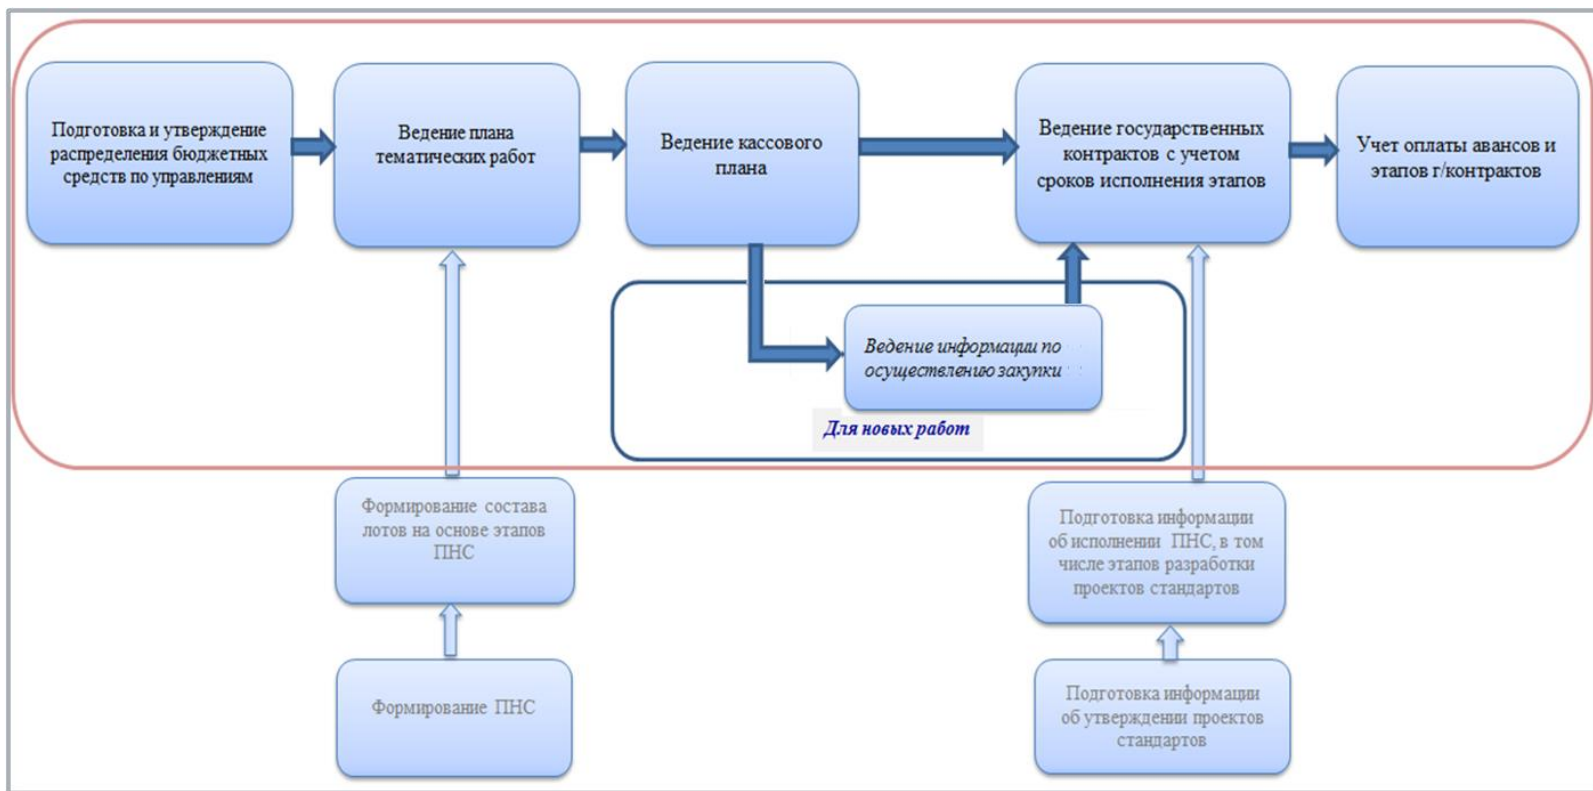 Подготовка и утверждение
распределения бюджетных
средств по управлениям
Ведение плана
тематических работ
Ведение кассового
плана
Ведение государственных
контрактов с учетом
сроков исполнения этапов
Учет оплаты авансов и
этапов г/контрактов
Ведение информации по
осуществлению закупки
Для новых работ
Формирование состава
лотов на основе этапов
ПНС
Подготовка информации
об исполнении ПНС, в том
числе этапов разработки
проектов стандартов
Формирование ПНС
Подготовка информации
об утверждении проектов
стандартов